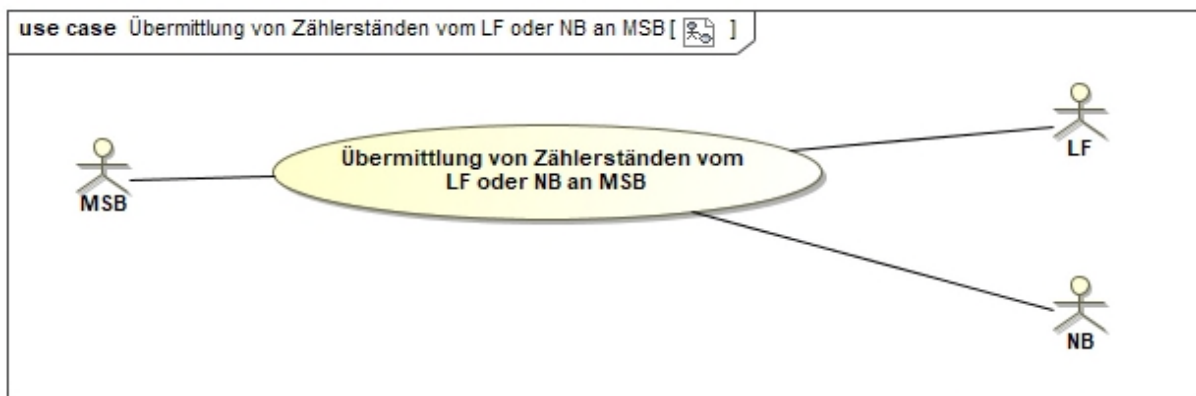 use case Übermittlung von Zählerständen vom LF oder NB an MSB [ ]
LF
MSB
Übermittlung von Zählerständen vom
LF oder NB an MSB
NB